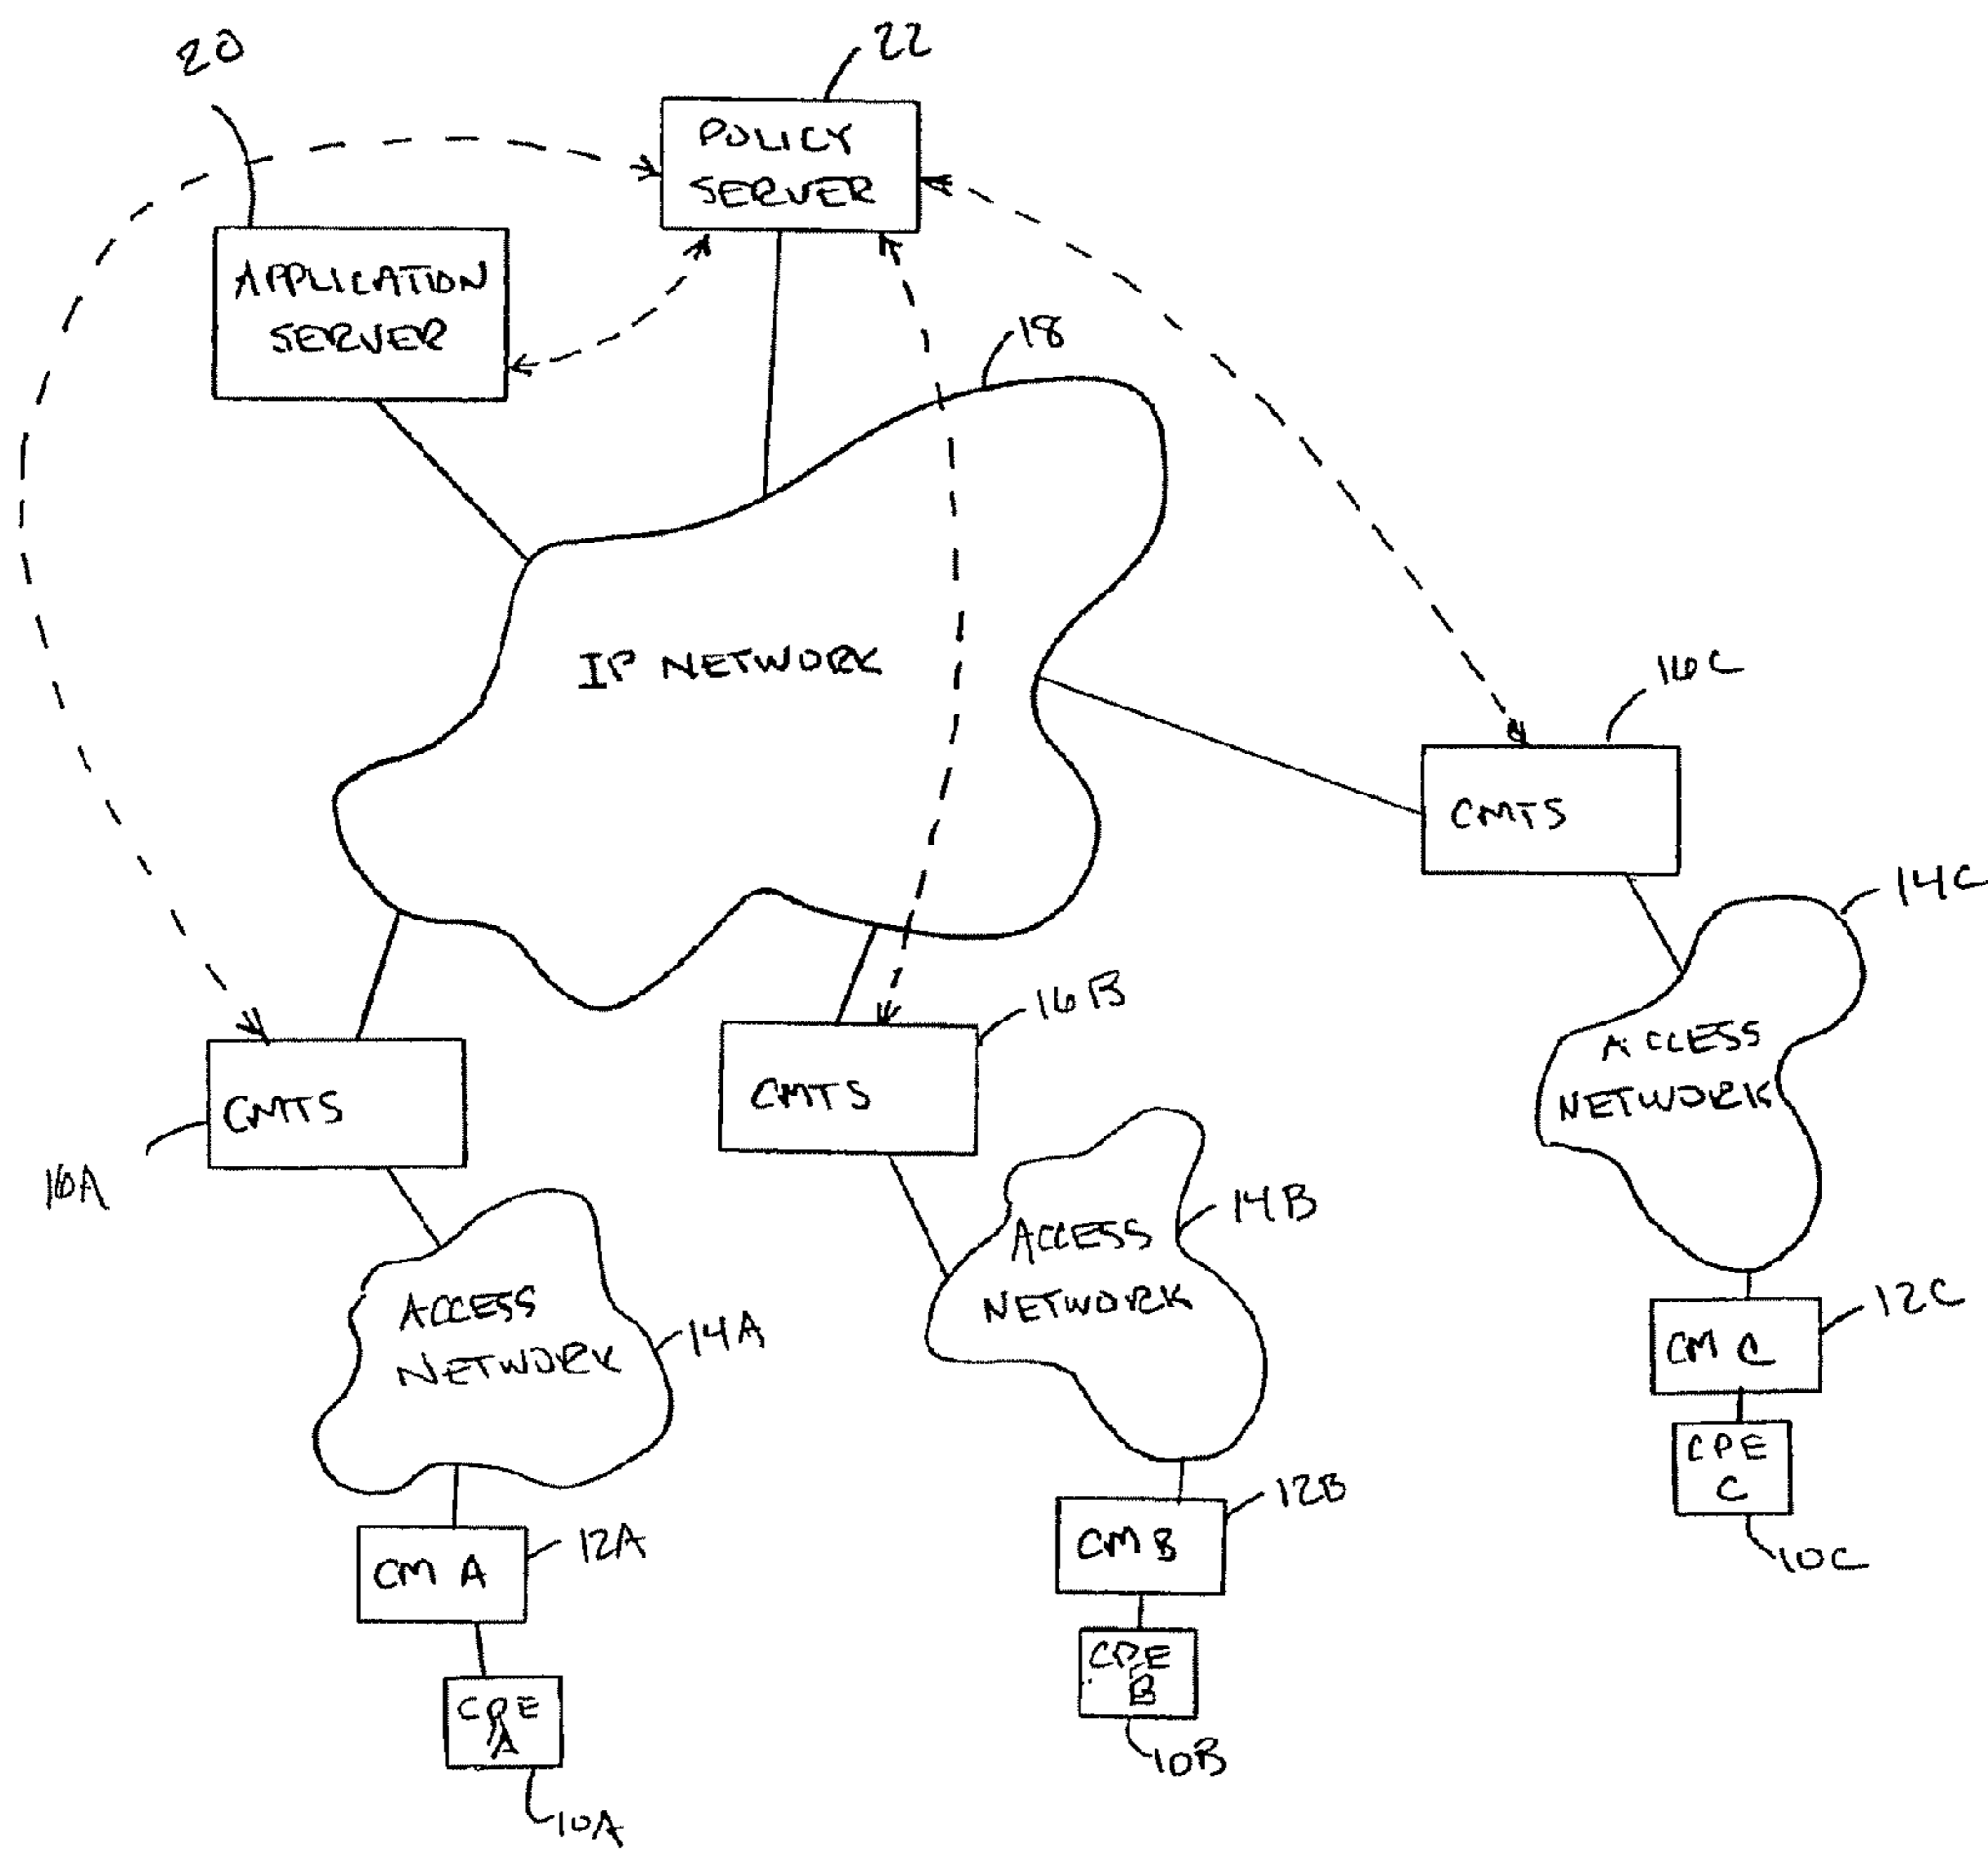 20
22
POLICY
SERVER
APPLICATION
SERVER
18
IP NETWORK
16C
CMTS
14C
ACCESS
NETWORK
16B
CMTS
CMTS
16A
14B
ACCESS
NETWORK
ACCESS
NETWORK
14A
12C
CM C
CPE
C
10C
12B
CM B
12A
CM A
CPE
B
10B
CPE
A
10A